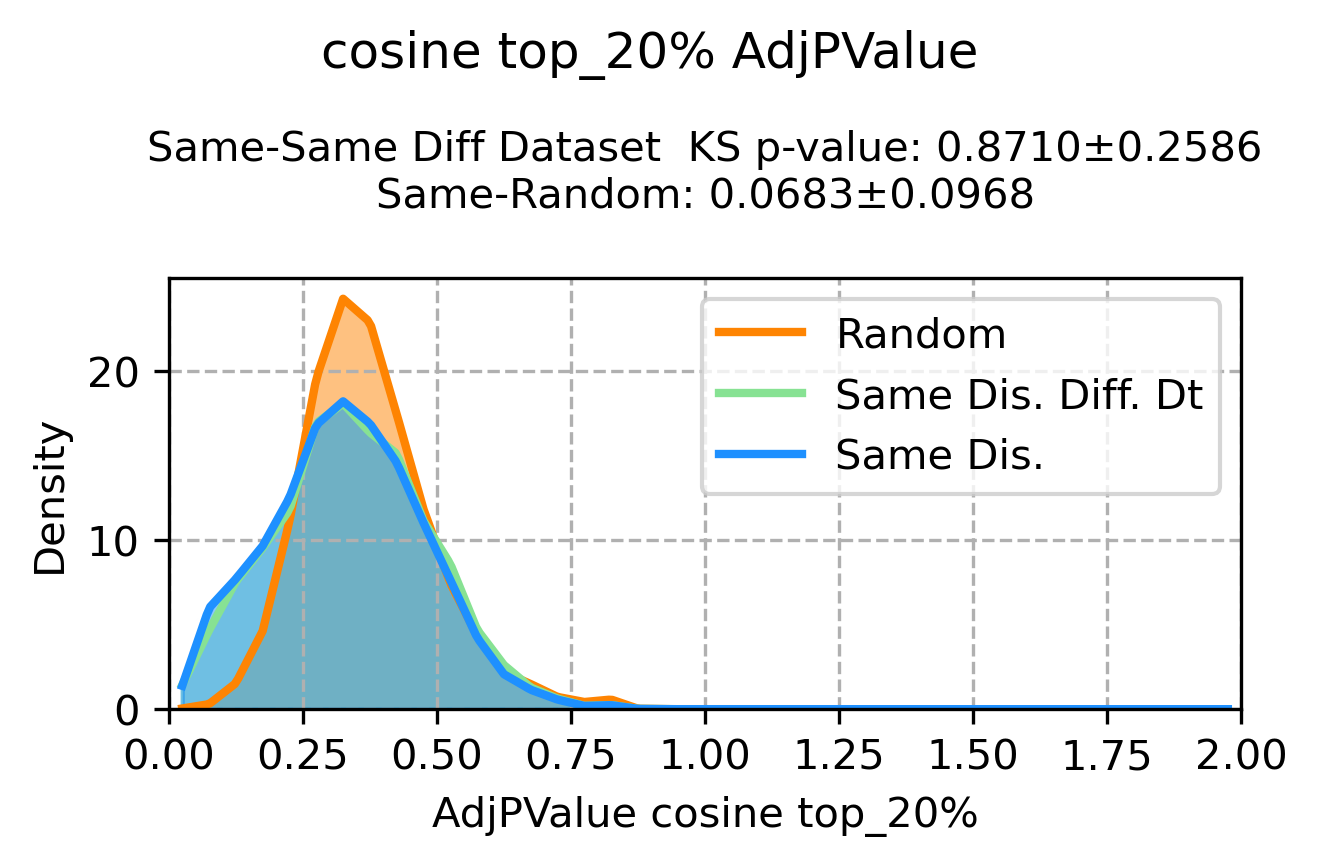 cosine top_20% AdjPValue
Same-Same Diff Dataset  KS p-value: 0.8710±0.2586
Same-Random: 0.0683±0.0968
Random
Same Dis. Diff. Dt
Same Dis.
Density
20
10
0
0.00 0.25 0.50 0.75 1.00 1.25 1.50 1.75 2.00
AdjPValue cosine top_20%